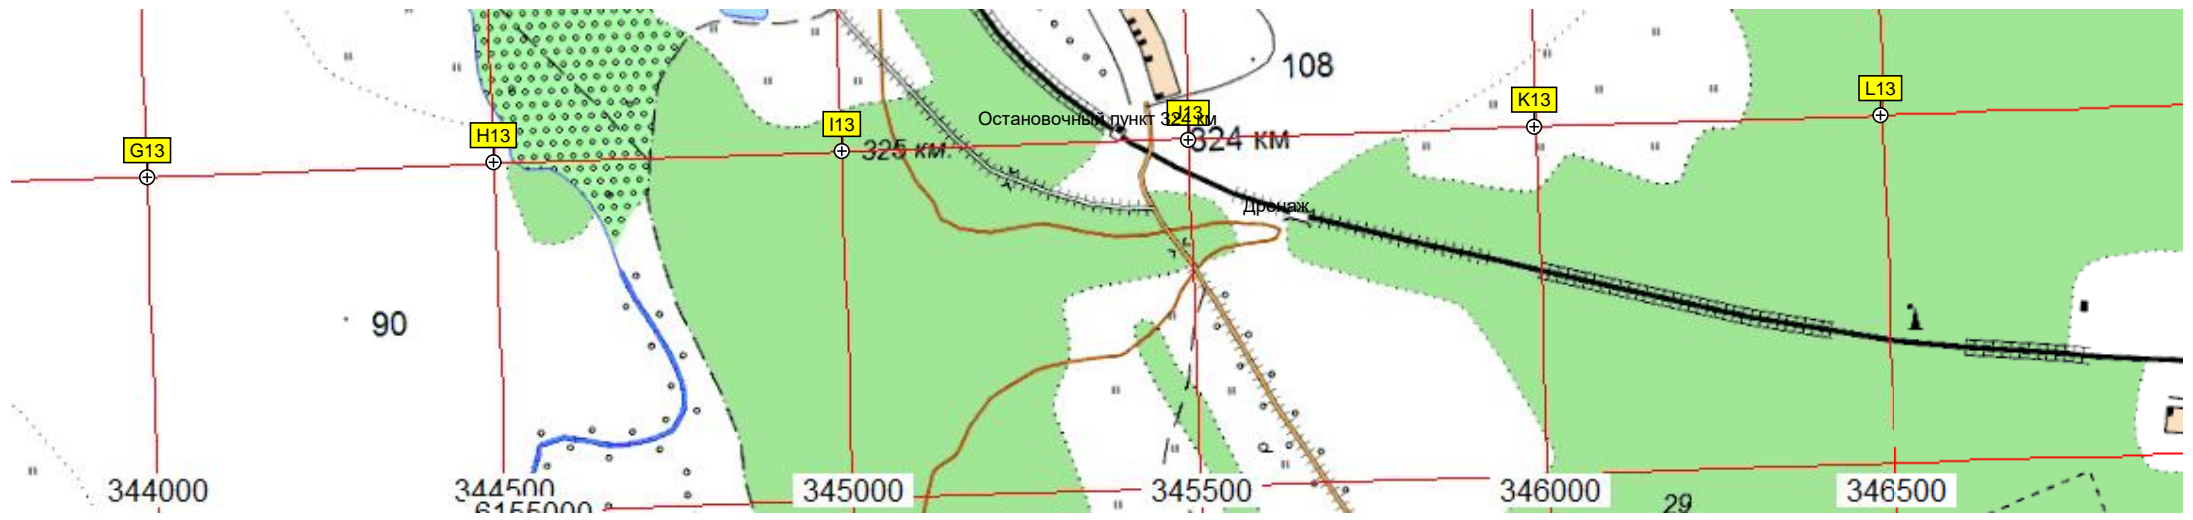 108
L13
K13
J13
Остановочный пункт 324 км
I13
H13
324 км
G13
325 км.
Дронаж
90
344000
344500
345000
345500
346000
346500
6155000
29